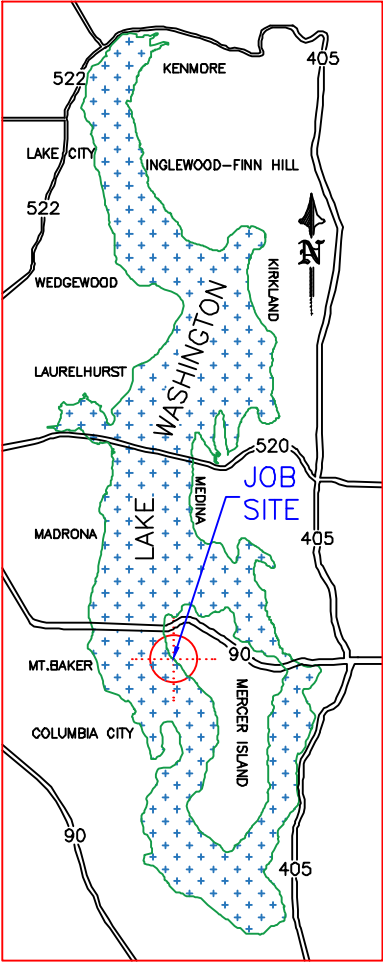 KENMORE
405
522
LAKE CITY
INGLEWOOD-FINN HILL
522
N
KIRKLAND
WEDGEWOOD
WASHINGTON
LAURELHURST
520
JOB
SITE
MEDINA
LAKE
MADRONA
405
90
MT.BAKER
MERCER ISLAND
COLUMBIA CITY
90
405